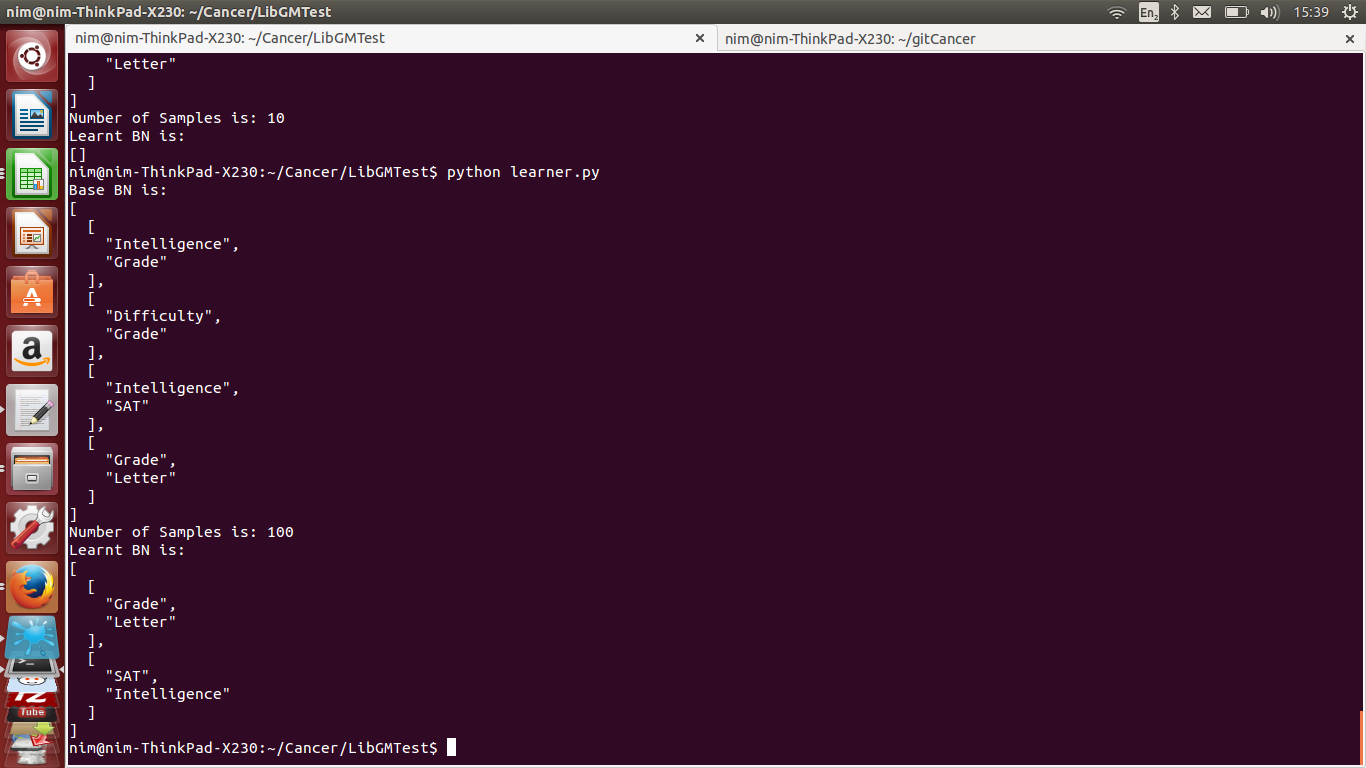 nim@nim-ThinkPad-X230: ~/Cancer/LibGMTest
En2
15:39
nim@nim-ThinkPad-X230: ~/Cancer/LibGMTest
nim@nim-ThinkPad-X230: ~/gitCancer
    "Letter"
  ]
]
Number of Samples is: 10
Learnt BN is:
[]
nim@nim-ThinkPad-X230:~/Cancer/LibGMTest$ python learner.py
Base BN is:
[
  [
    "Intelligence",
    "Grade"
  ],
  [
    "Difficulty",
    "Grade"
  ],
  [
    "Intelligence",
    "SAT"
  ],
  [
    "Grade",
    "Letter"
  ]
]
Number of Samples is: 100
Learnt BN is:
[
  [
    "Grade",
    "Letter"
  ],
  [
    "SAT",
    "Intelligence"
  ]
]
nim@nim-ThinkPad-X230:~/Cancer/LibGMTest$
a
Tube